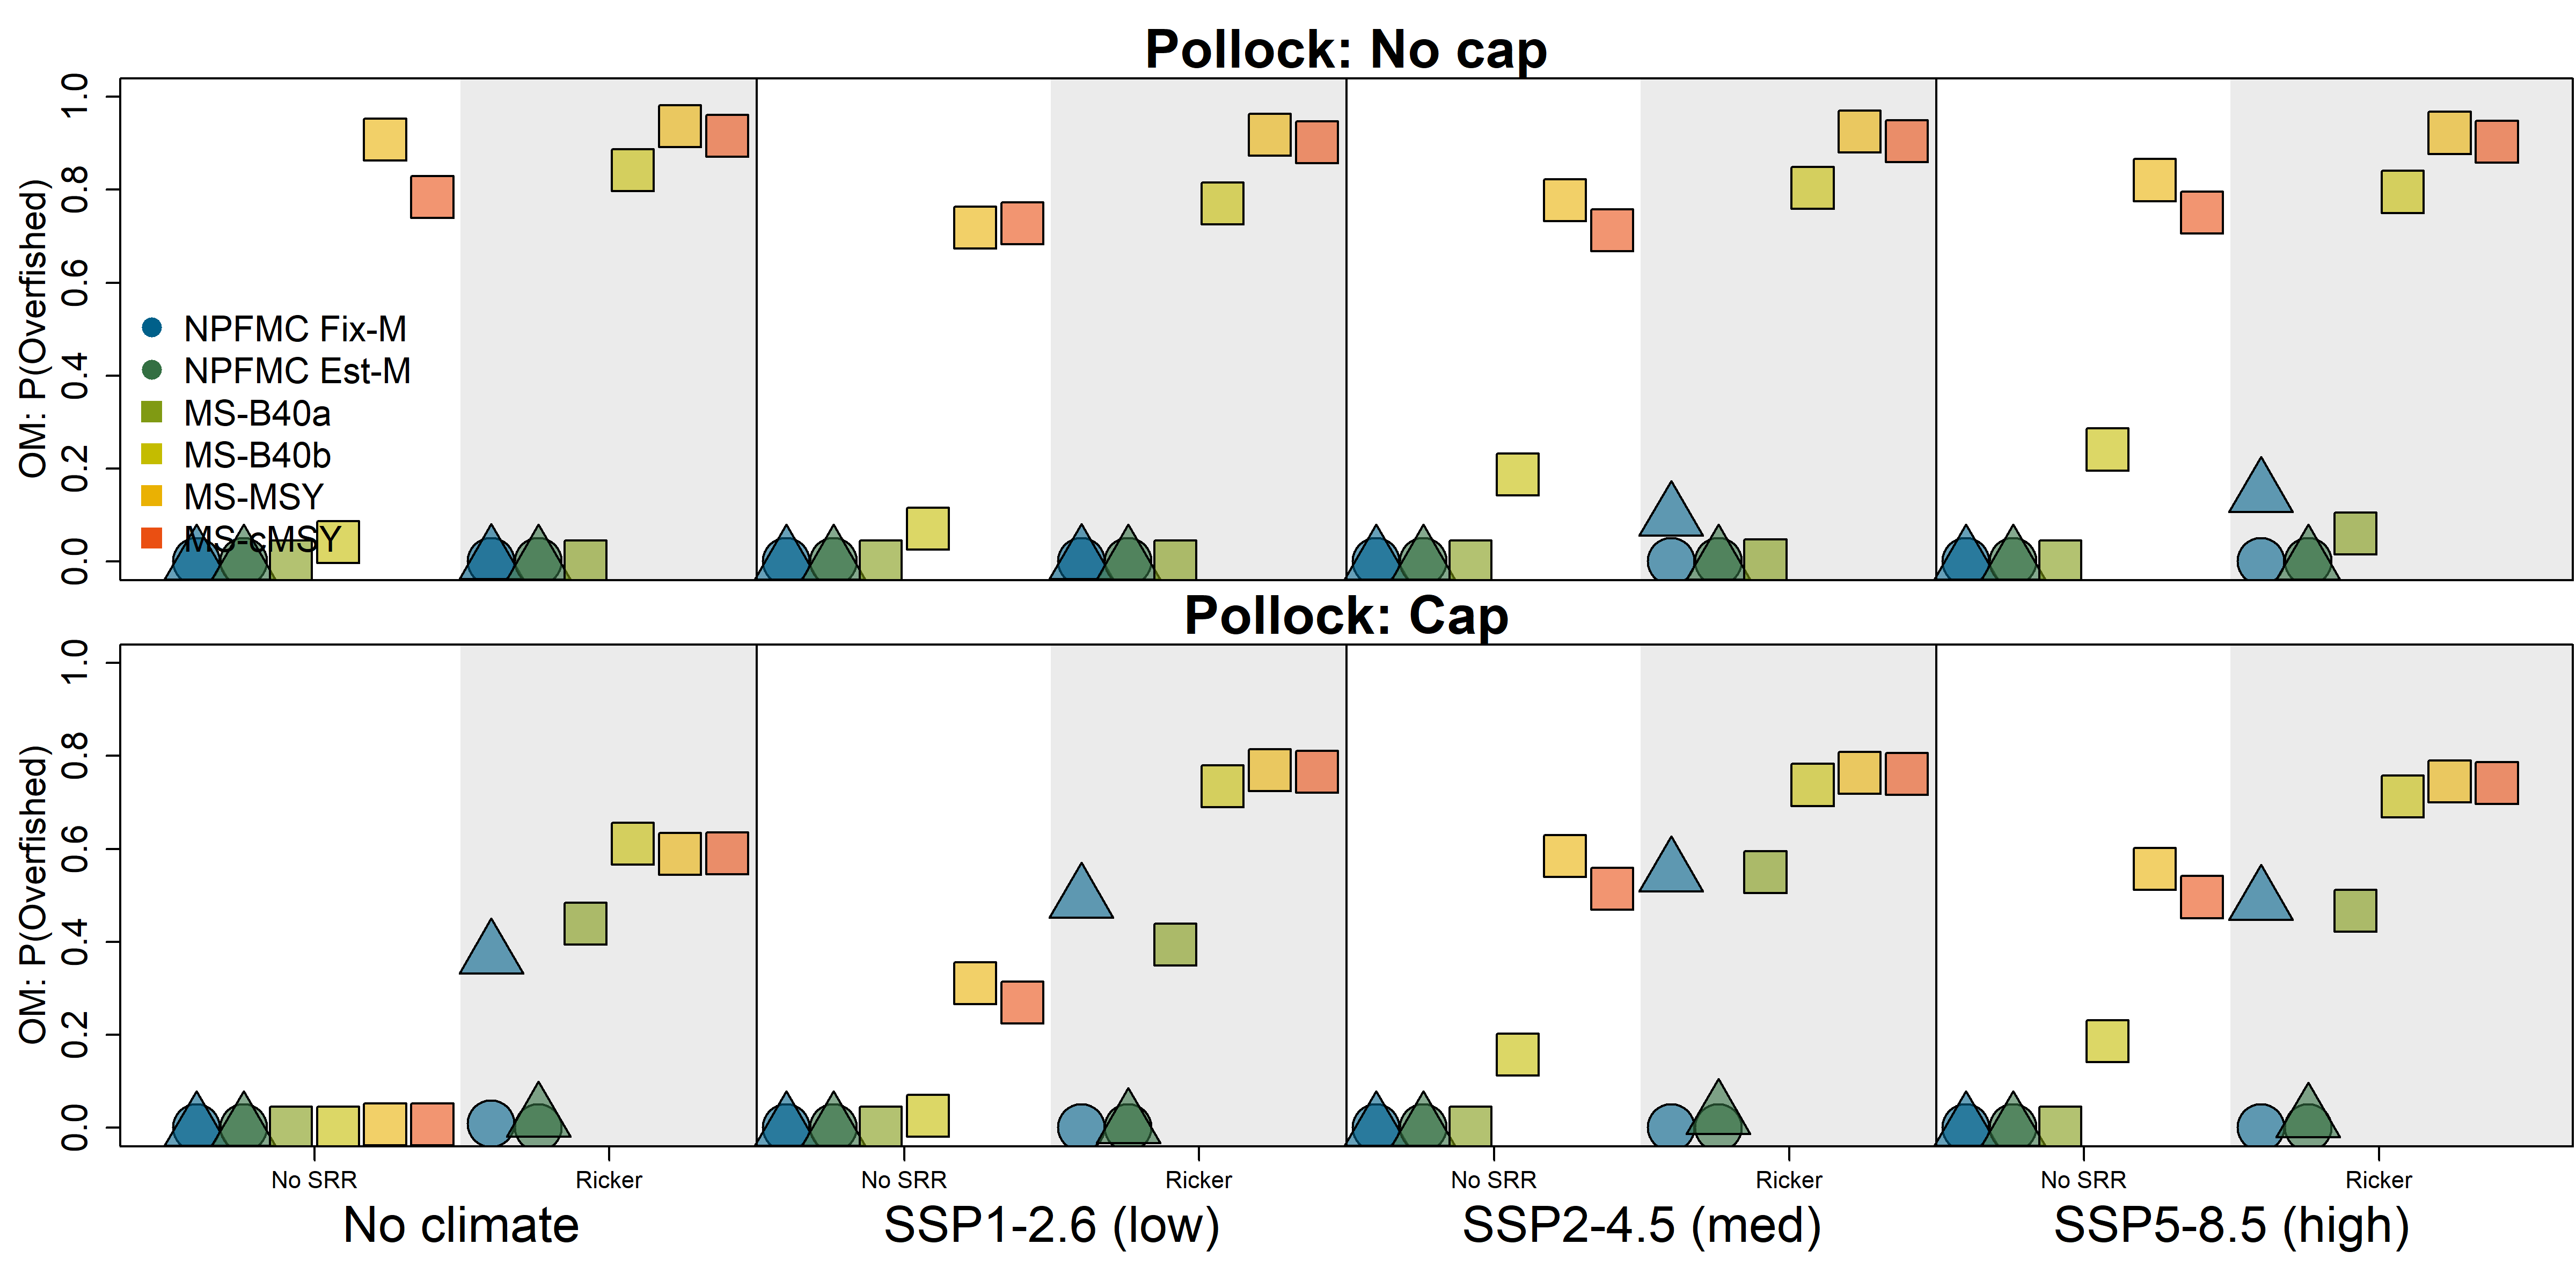 Pollock: No cap
OM: P(Overfished)
1.0
0.8
0.6
0.4
0.2
0.0
NPFMC Fix-M
NPFMC Est-M
MS-B40a
MS-B40b
MS-MSY
MS-cMSY
Pollock: Cap
OM: P(Overfished)
1.0
0.8
0.6
0.4
0.2
0.0
No SRR Ricker No SRR Ricker No SRR Ricker No SRR Ricker
No climate SSP1-2.6 (low) SSP2-4.5 (med) SSP5-8.5 (high)